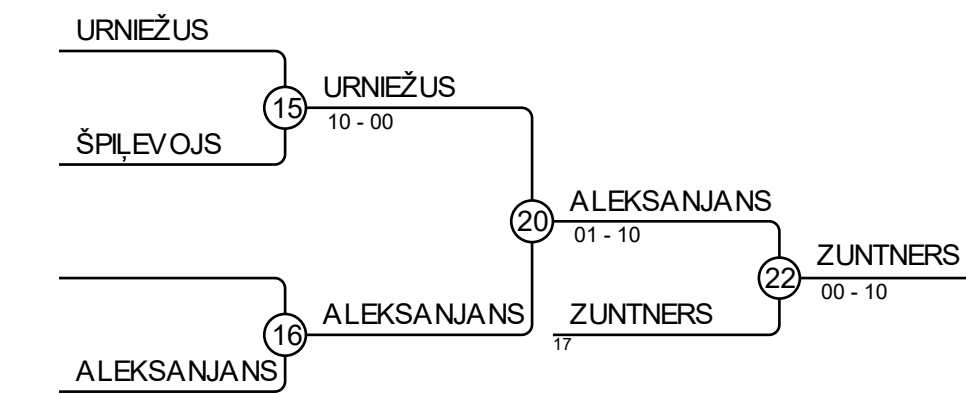 URNIEŽUS
15
URNIEŽUS
10 - 00
ŠPIĻEVOJS
20
ALEKSANJANS
01 - 10
22
ZUNTNERS
00 - 10
16
ALEKSANJANS
ZUNTNERS
17
ALEKSANJANS